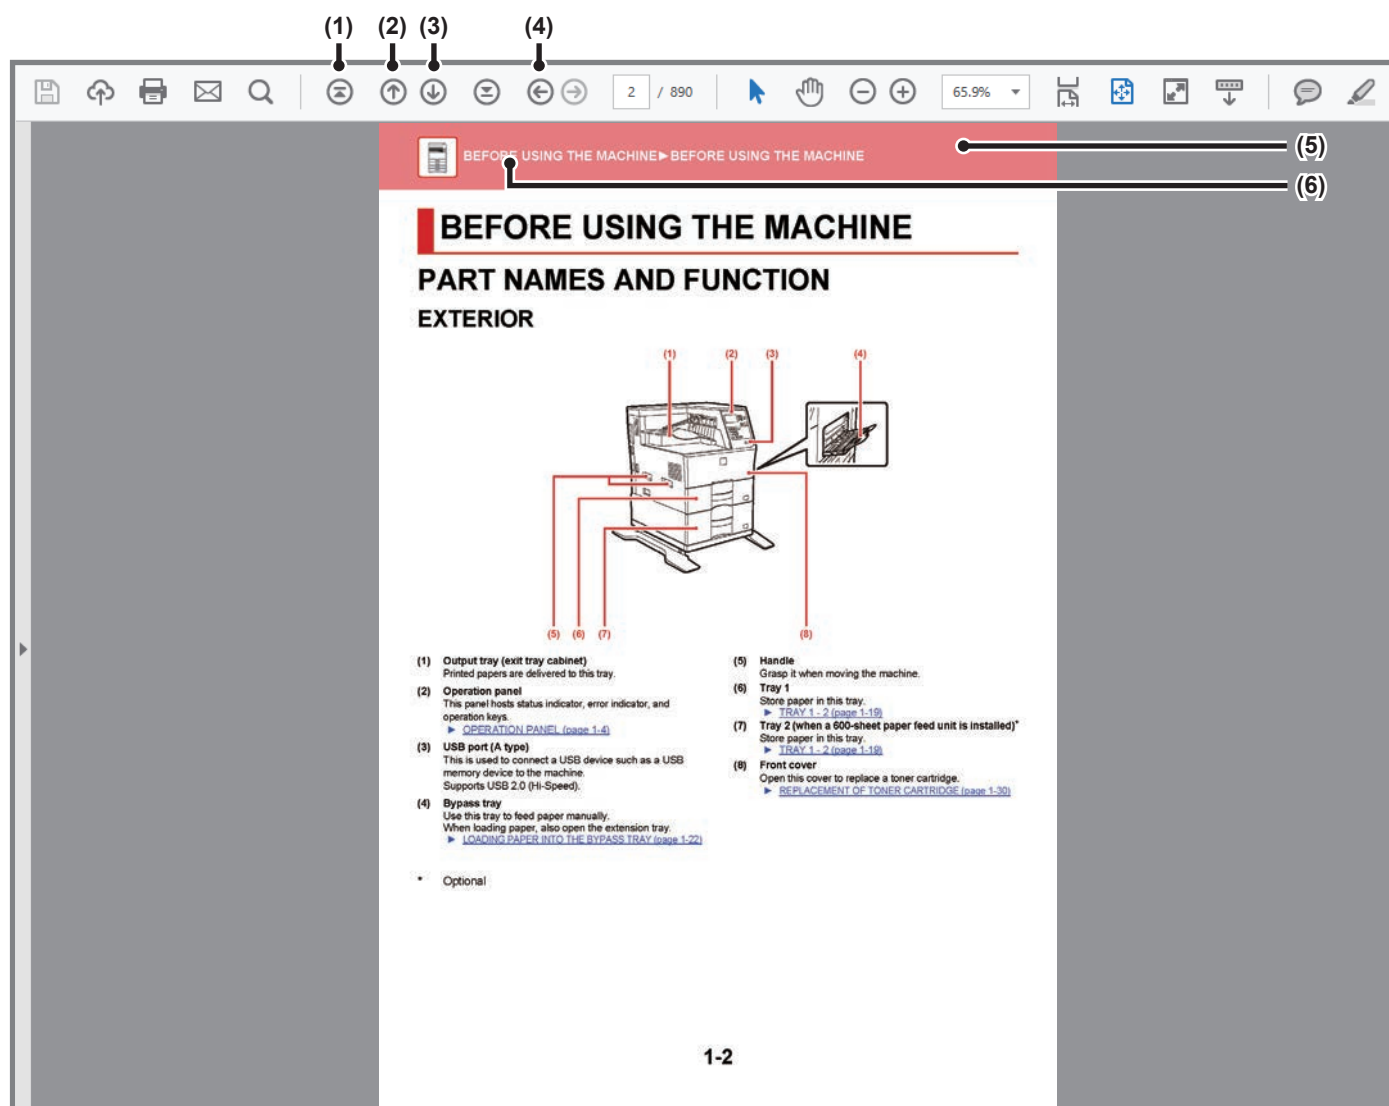 (1) (2) (3) (4)
2 / 890
65.9%
BEFORE USING THE MACHINE►BEFORE USING THE MACHINE
(5)
(6)
BEFORE USING THE MACHINE
PART NAMES AND FUNCTION
EXTERIOR
(1) (2) (3) (4)
(5) (6) (7) (8)
(1) Output tray (exit tray cabinet)
Printed papers are delivered to this tray.
(2) Operation panel
This panel hosts status indicator, error indicator, and
operation keys.
► OPERATION PANEL (page 1-4)
(3) USB port (A type)
This is used to connect a USB device such as a USB
memory device to the machine.
Supports USB 2.0 (Hi-Speed).
(4) Bypass tray
Use this tray to feed paper manually.
When loading paper, also open the extension tray.
► LOADING PAPER INTO THE BYPASS TRAY (page 1-22)
* Optional
(5) Handle
Grasp it when moving the machine.
(6) Tray 1
Store paper in this tray.
► TRAY 1 - 2 (page 1-19)
(7) Tray 2 (when a 600-sheet paper feed unit is installed)*
Store paper in this tray.
► TRAY 1 - 2 (page 1-19)
(8) Front cover
Open this cover to replace a toner cartridge.
► REPLACEMENT OF TONER CARTRIDGE (page 1-30)
1-2